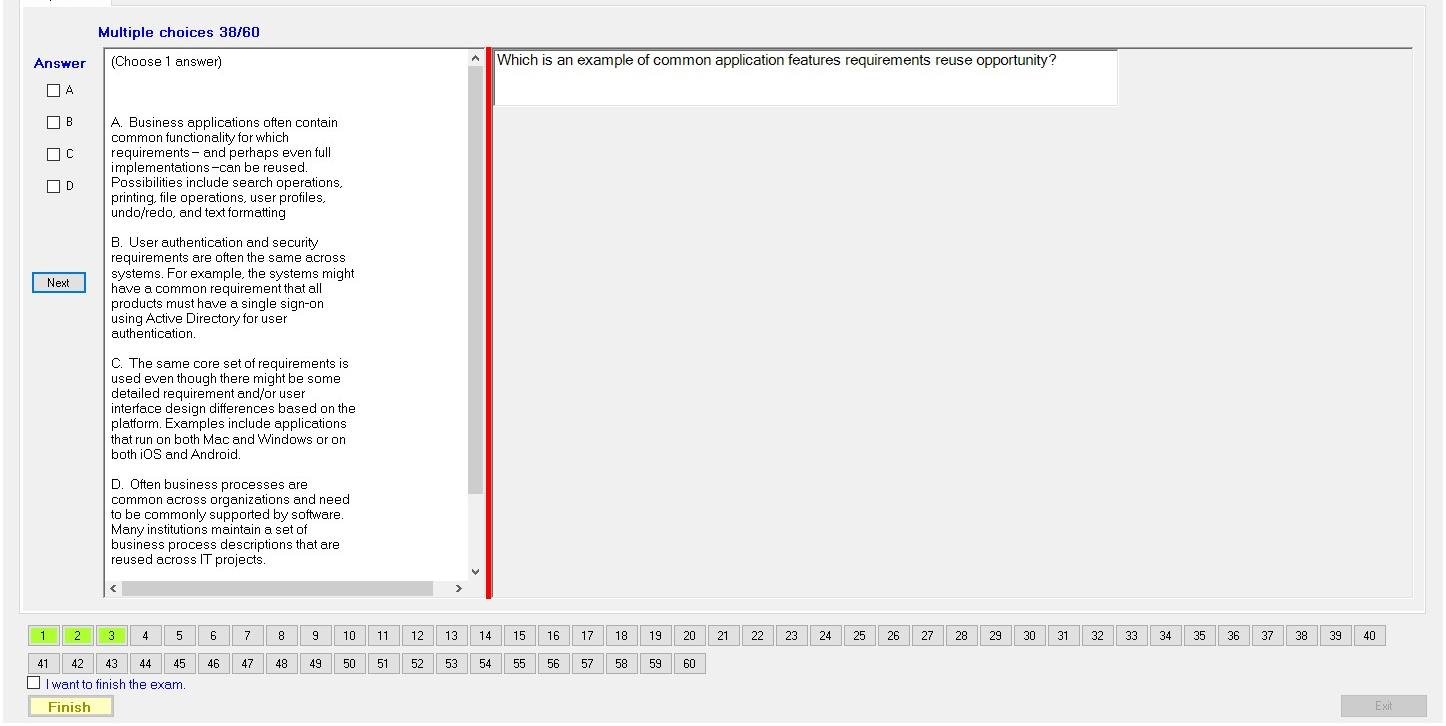 Multiple choices 38/60
Answer
A
B
C
D
Next
(Choose 1 answer)
A. Business applications often contain
common functionality for which
requirements– and perhaps even full
implementations–can be reused.
Possibilities include search operations,
printing, file operations, user profiles,
undo/redo, and text formatting
B. User authentication and security
requirements are often the same across
systems. For example, the systems might
have a common requirement that all
products must have a single sign-on
using Active Directory for user
authentication.
C. The same core set of requirements is
used even though there might be some
detailed requirement and/or user
interface design differences based on the
platform. Examples include applications
that run on both Mac and Windows or on
both iOS and Android.
D. Often business processes are
common across organizations and need
to be commonly supported by software.
Many institutions maintain a set of
business process descriptions that are
reused across IT projects.
Which is an example of common application features requirements reuse opportunity?
1 2 3 4 5 6 7 8 9 10 11 12 13 14 15 16 17 18 19 20 21 22 23 24 25 26 27 28 29 30 31 32 33 34 35 36 37 38 39 40
41 42 43 44 45 46 47 48 49 50 51 52 53 54 55 56 57 58 59 60
I want to finish the exam.
Finish
Exit